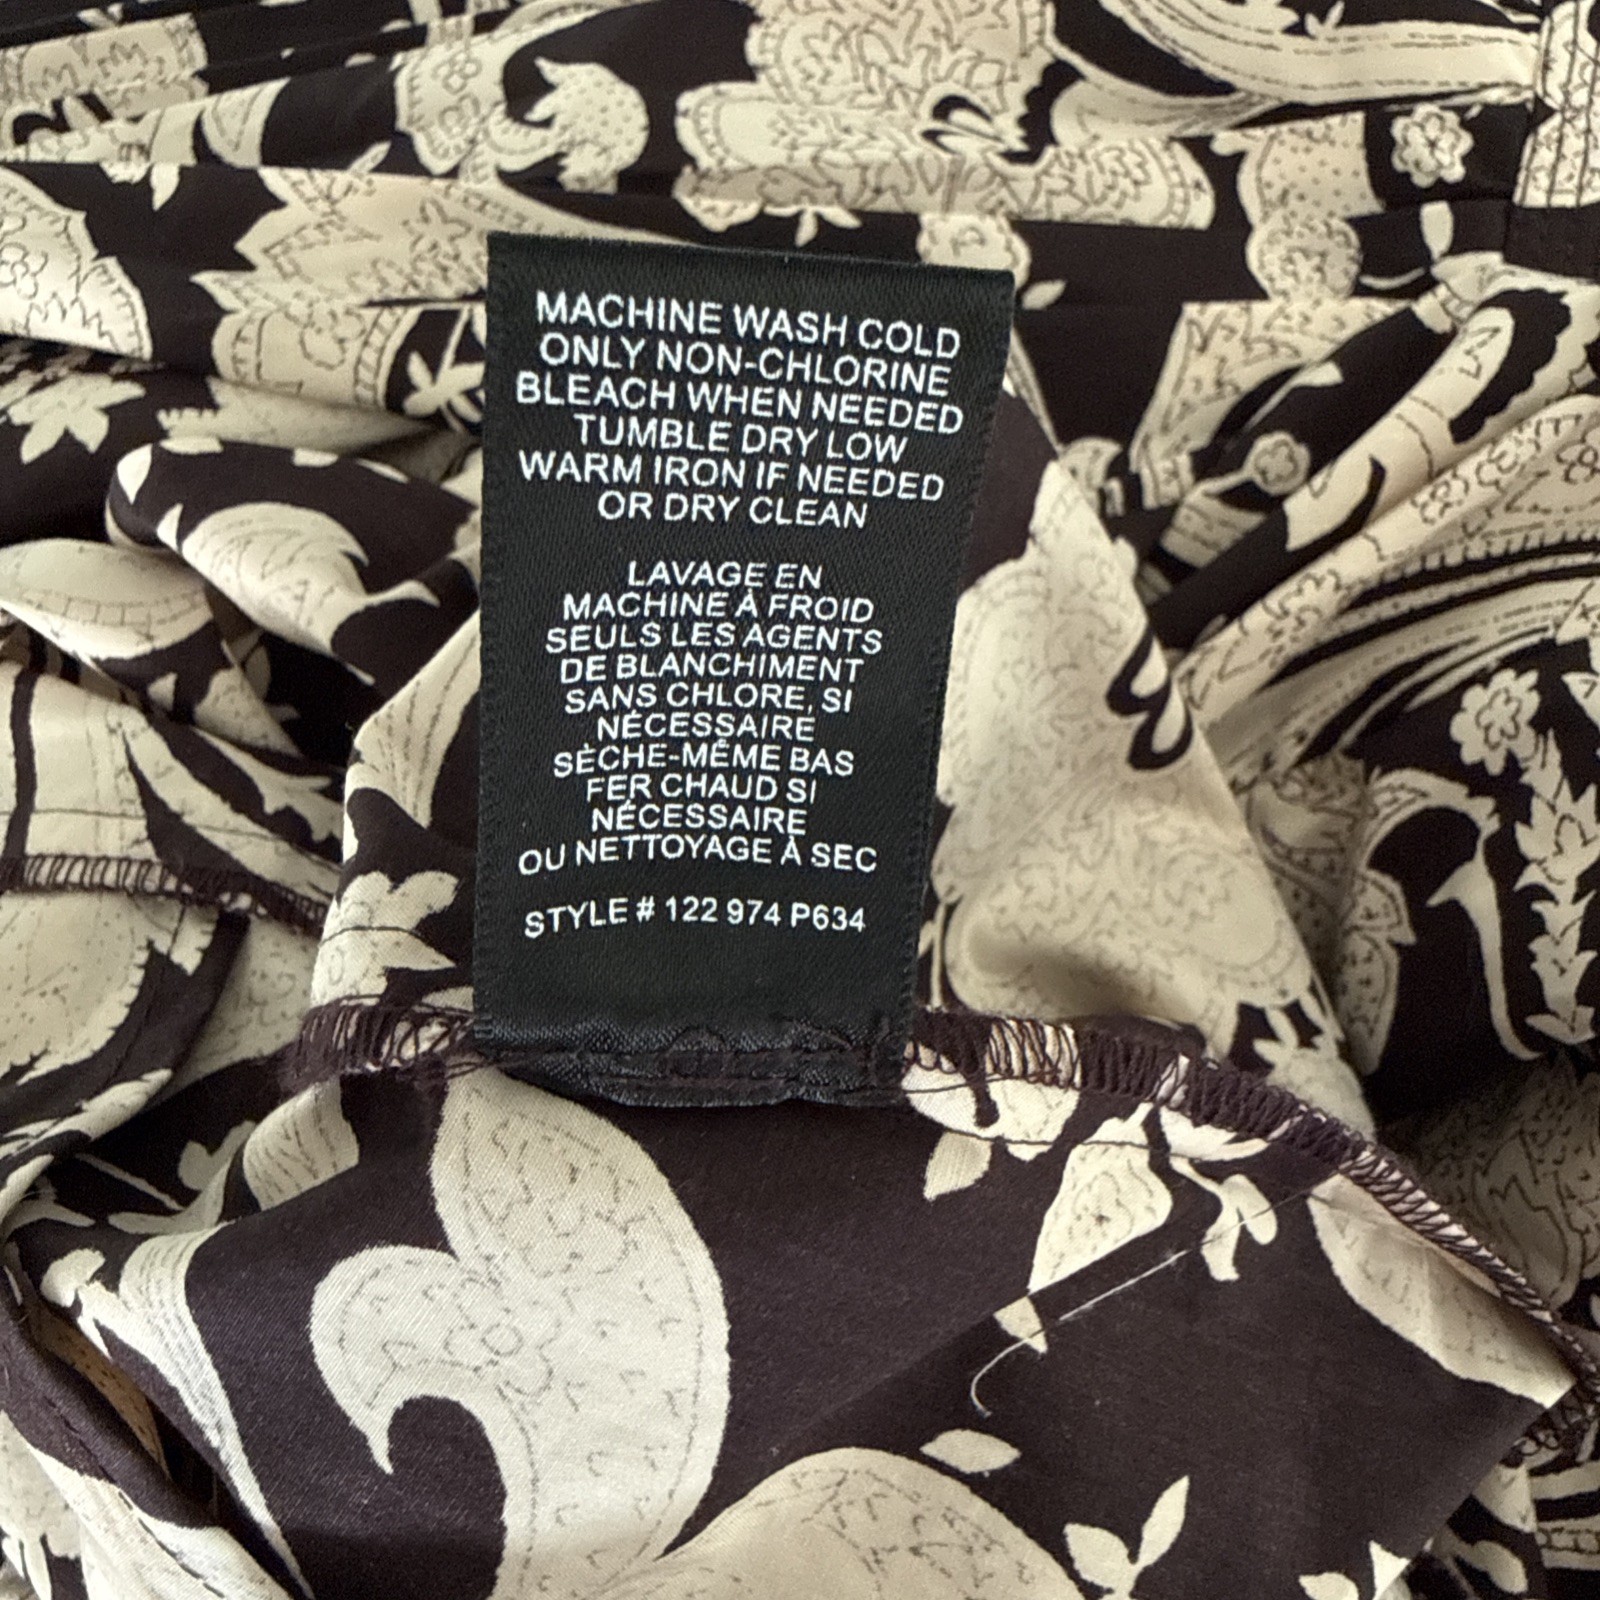 MACHINE WASH COLD
ONLY NON-CHLORINE
BLEACH WHEN NEEDED
TUMBLE DRY LOW
WARM IRON IF NEEDED
OR DRY CLEAN
LAVAGE EN
MACHINE À FROID
SEULS LES AGENTS
DE BLANCHIMENT
SANS CHLORE, SI
NÉCESSAIRE
SÈCHE-MÊME BAS
FER CHAUD SI
NÉCESSAIRE
OU NETTOYAGE À SEC
STYLE # 122 974 P634